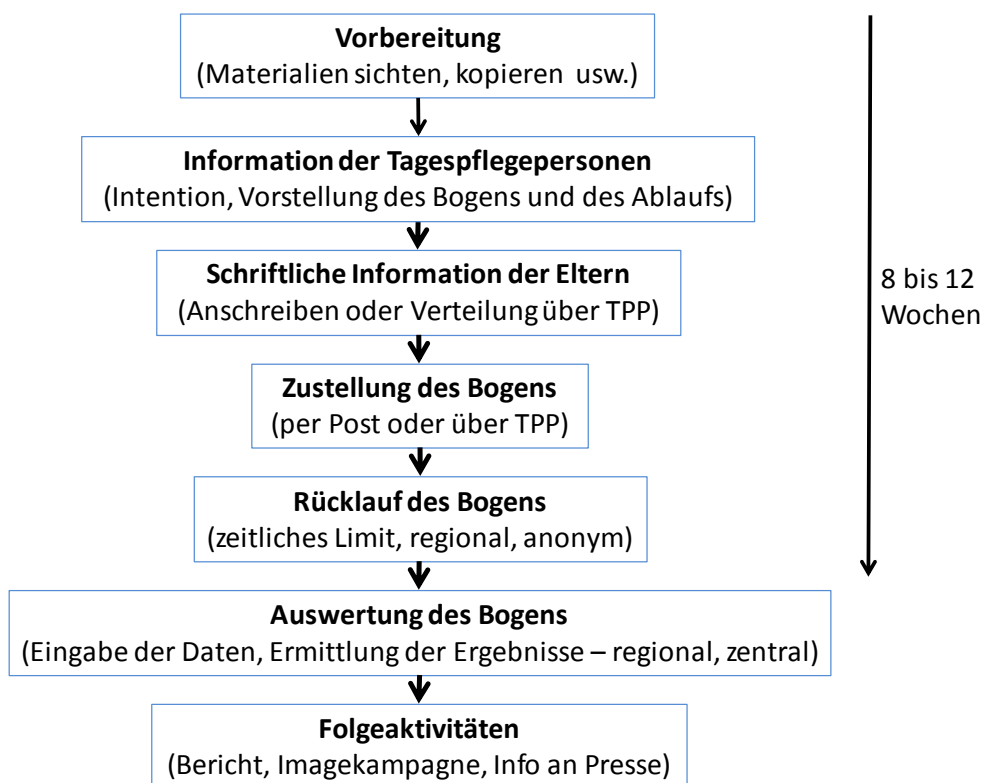 Vorbereitung
(Materialien sichten, kopieren usw.)
Information der Tagespflegepersonen
(Intention, Vorstellung des Bogens und des Ablaufs)
Schriftliche Information der Eltern
(Anschreiben oder Verteilung über TPP)
8 bis 12
Wochen
Zustellung des Bogens
(per Post oder über TPP)
Rücklauf des Bogens
(zeitliches Limit, regional, anonym)
Auswertung des Bogens
(Eingabe der Daten, Ermittlung der Ergebnisse – regional, zentral)
Folgeaktivitäten
(Bericht, Imagekampagne, Info an Presse)